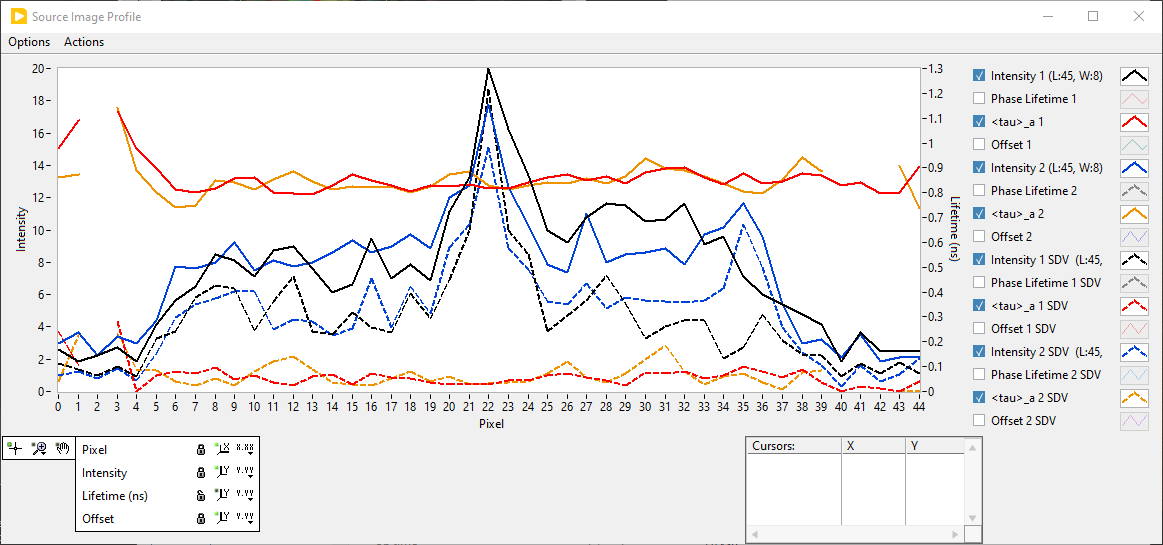 Source Image Profile
Options Actions
20
18
16
14
12
10
8
6
4
2
0
Intensity
1.3
1.2
1.1
1
0.9
0.8
0.7
0.6
0.5
0.4
0.3
0.2
0.1
0
Lifetime (ns)
0 1 2 3 4 5 6 7 8 9 10 11 12 13 14 15 16 17 18 19 20 21 22 23 24 25 26 27 28 29 30 31 32 33 34 35 36 37 38 39 40 41 42 43 44
Pixel
Intensity 1 (L:45, W:8)
Phase Lifetime 1
<tau>_a 1
Offset 1
Intensity 2 (L:45, W:8)
Phase Lifetime 2
<tau>_a 2
Offset 2
Intensity 1 SDV (L:45,
Phase Lifetime 1 SDV
<tau>_a 1 SDV
Offset 1 SDV
Intensity 2 SDV (L:45,
Phase Lifetime 2 SDV
<tau>_a 2 SDV
Offset 2 SDV
Pixel X X.XX
Intensity Y Y.YY
Lifetime (ns) Y Y.YY
Offset Y Y.YY
Cursors: X Y